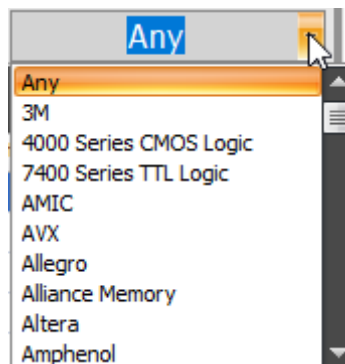 Any
Any
3M
4000 Series CMOS Logic
7400 Series TTL Logic
AMIC
AVX
Allegro
Alliance Memory
Altera
Amphenol